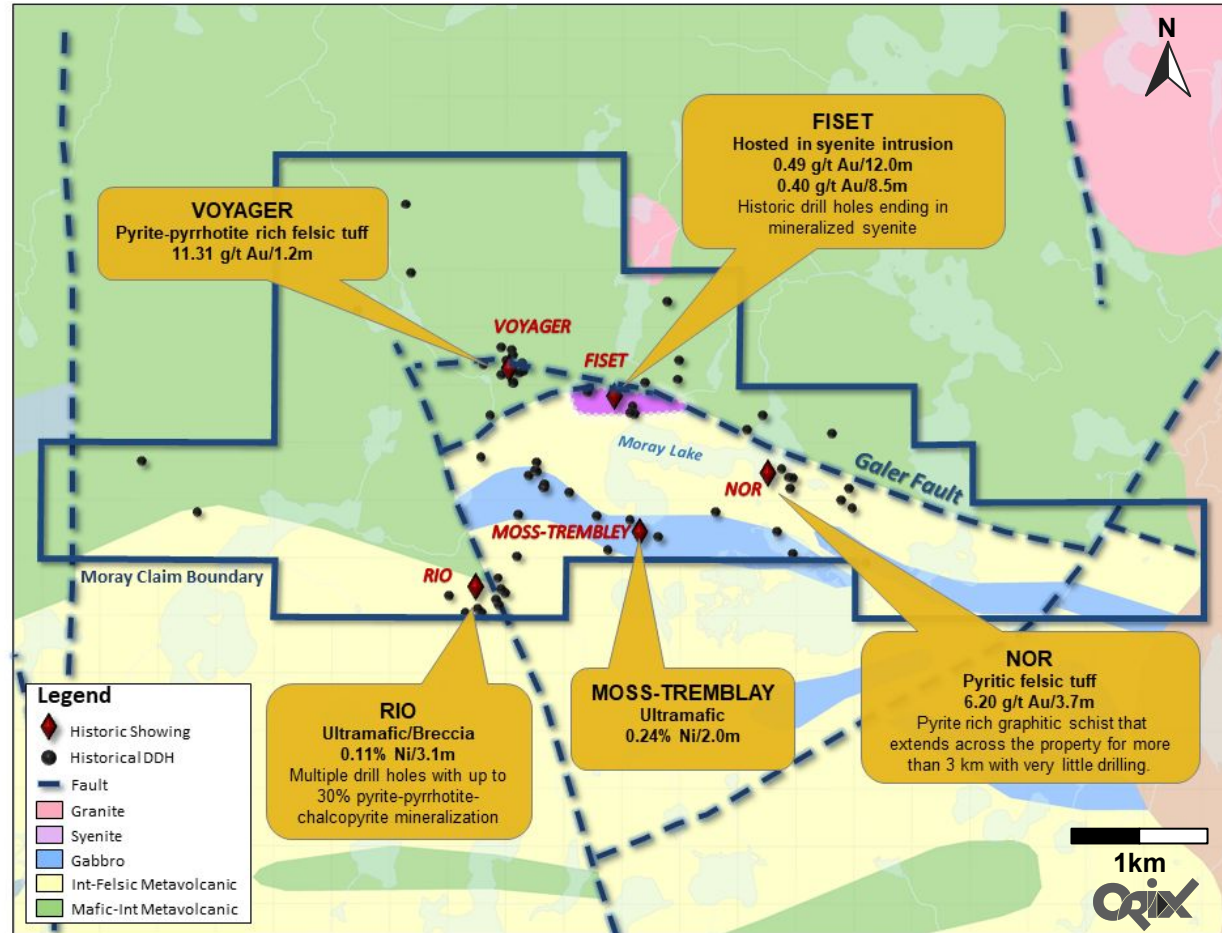 N
FISET
Hosted in syenite intrusion
0.49 g/t Au/12.0m
0.40 g/t Au/8.5m
Historic drill holes ending in
mineralized syenite
VOYAGER
Pyrite-pyrrhotite rich felsic tuff
11.31 g/t Au/1.2m
VOYAGER
FISET
Moray Lake
Galer Fault
NOR
MOSS-TREMBLEY
RIO
Moray Claim Boundary
RIO
Ultramafic/Breccia
0.11% Ni/3.1m
Multiple drill holes with up to
30% pyrite-pyrrhotite-
chalcopyrite mineralization
MOSS-TREMBLAY
Ultramafic
0.24% Ni/2.0m
NOR
Pyritic felsic tuff
6.20 g/t Au/3.7m
Pyrite rich graphitic schist that
extends across the property for more
than 3 km with very little drilling.
Legend
Historic Showing
Historical DDH
Fault
Granite
Syenite
Gabbro
Int-Felsic Metavolcanic
Mafic-Int Metavolcanic
1km
ORIX